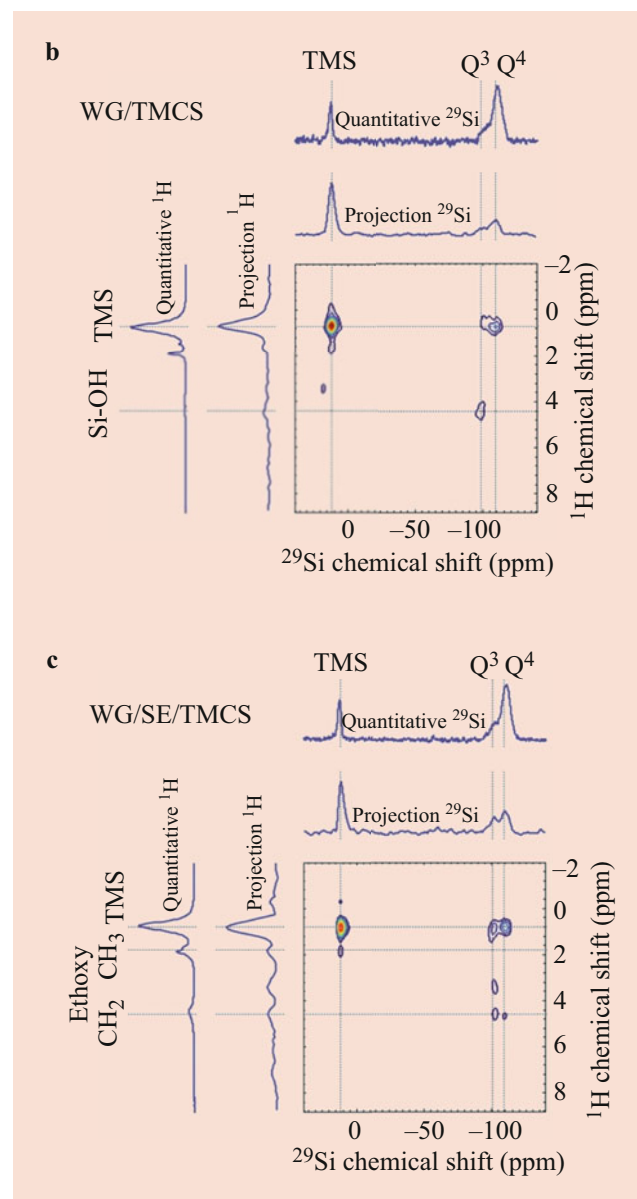 b
TMS
Q³ Q⁴
WG/TMCS
Quantitative ²⁹Si
Projection ²⁹Si
Quantitative ¹H
Projection ¹H
TMS
Si-OH
–2
0
2
4
6
8
¹H chemical shift (ppm)
0 –50 –100
²⁹Si chemical shift (ppm)
c
TMS
Q³ Q⁴
WG/SE/TMCS
Quantitative ²⁹Si
Projection ²⁹Si
Quantitative ¹H
Projection ¹H
Ethoxy
CH₂ CH₃ TMS
–2
0
2
4
6
8
¹H chemical shift (ppm)
0 –50 –100
²⁹Si chemical shift (ppm)